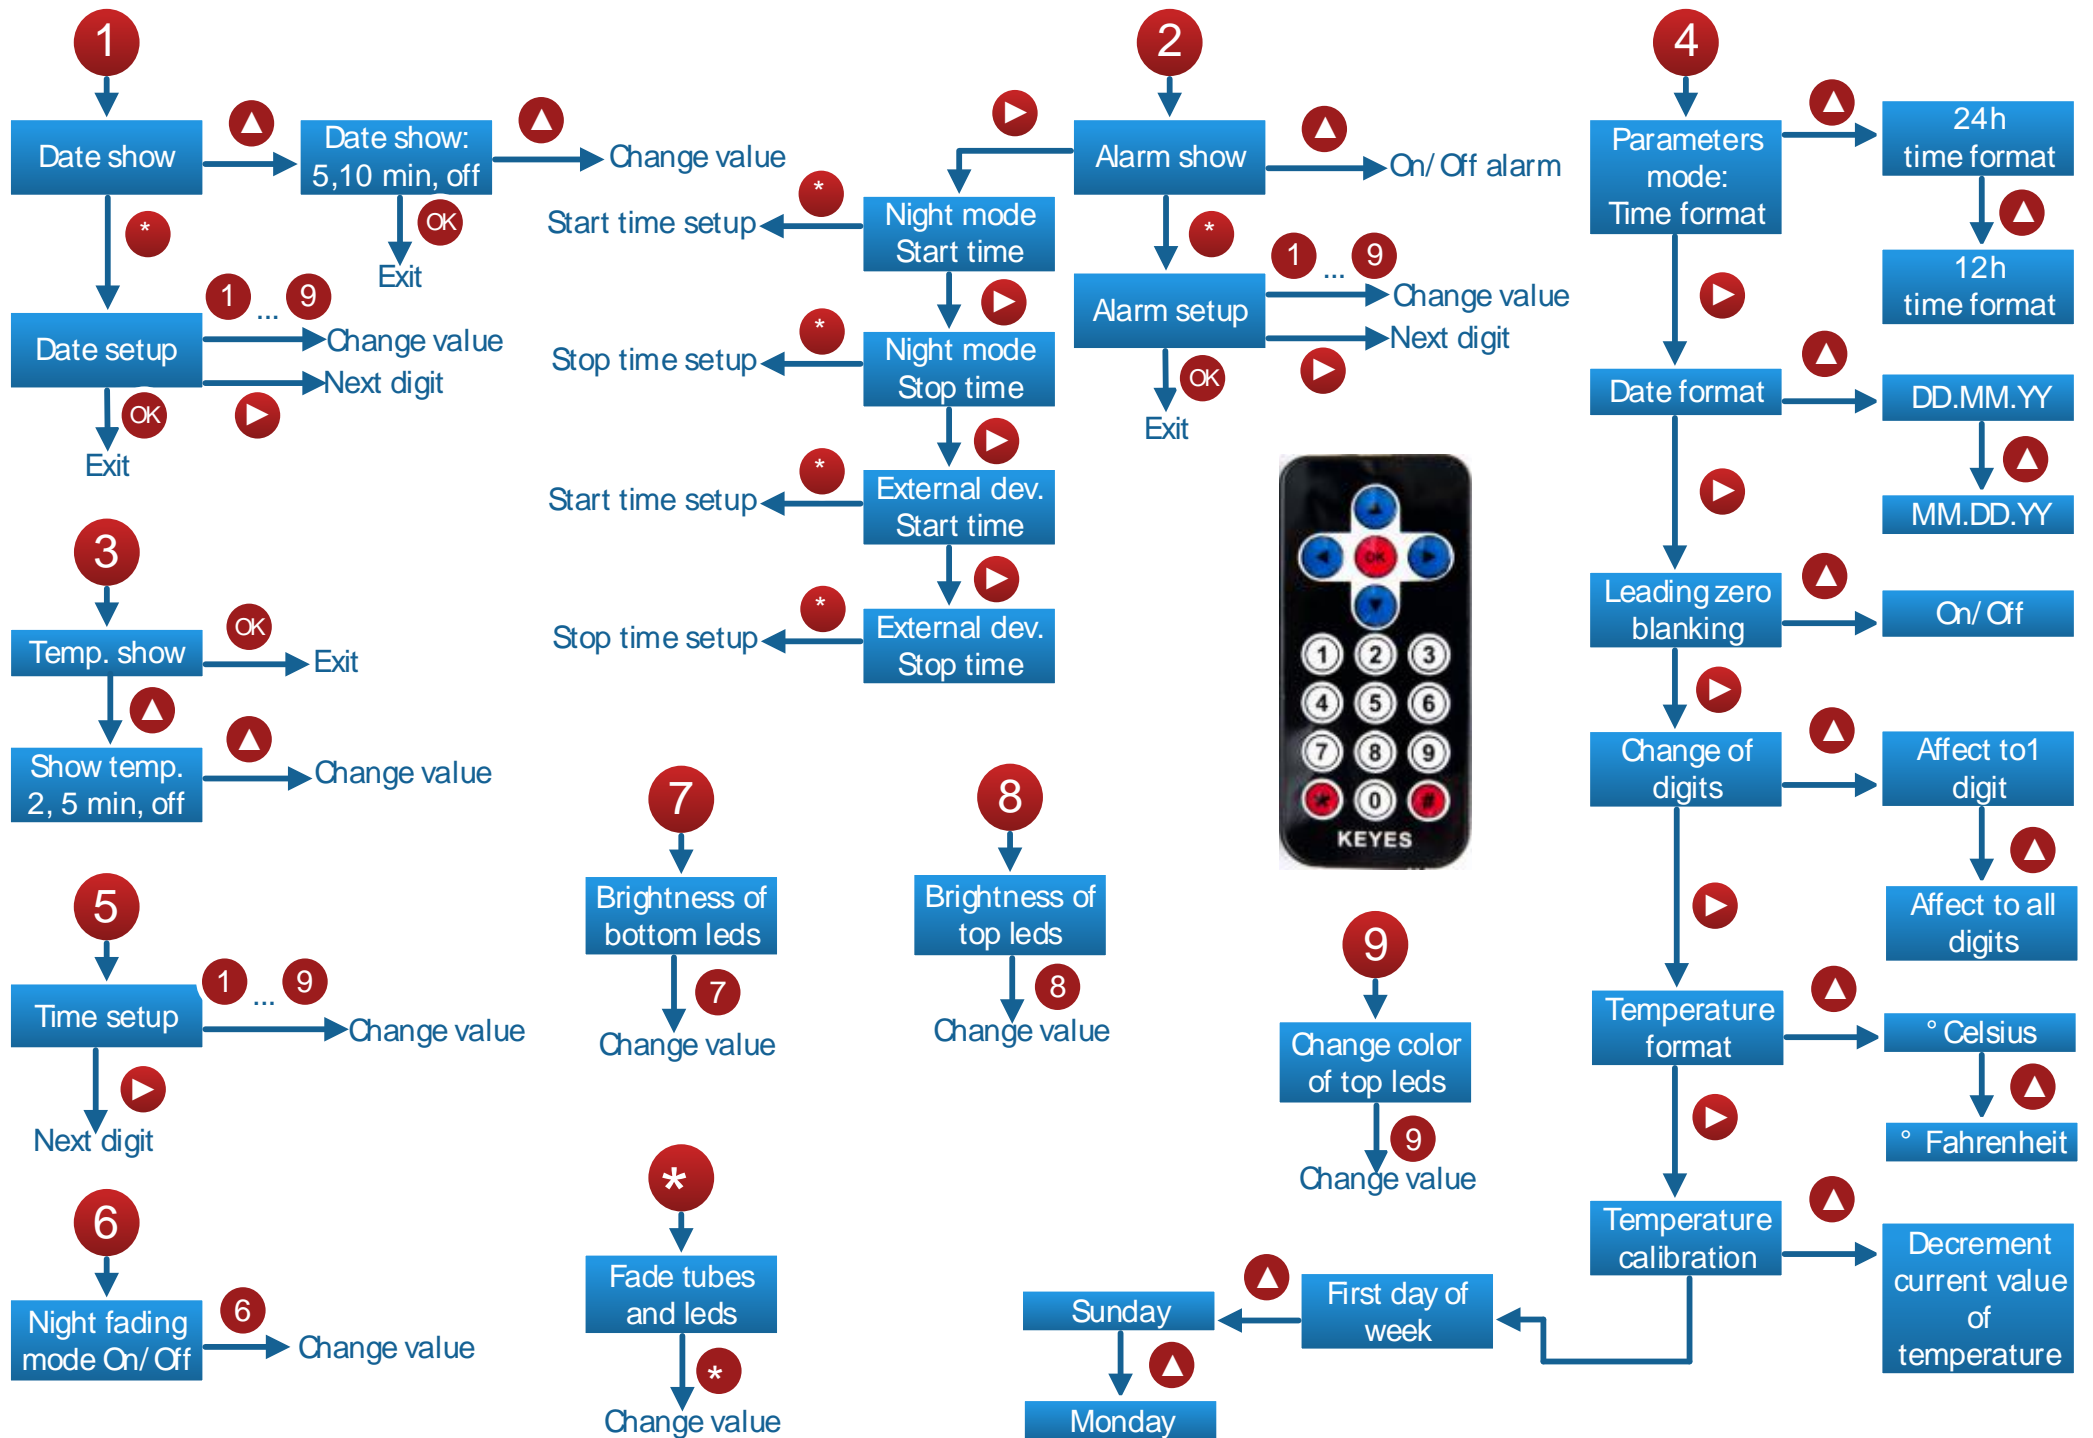 1
Date show
Date show:
5,10 min, off
Change value
OK
Exit
*
Date setup
1
...
9
Change value
Next digit
OK
Exit
2
Alarm show
On/ Off alarm
*
Alarm setup
1
...
9
Change value
Next digit
OK
Exit
Night mode
Start time
*
Start time setup
Night mode
Stop time
*
Stop time setup
External dev.
Start time
*
Start time setup
External dev.
Stop time
*
Stop time setup
3
Temp. show
OK
Exit
Show temp.
2, 5 min, off
Change value
4
Parameters
mode:
Time format
24h
time format
12h
time format
Date format
DD.MM.YY
MM.DD.YY
Leading zero
blanking
On/ Off
Change of
digits
Affect to1
digit
Affect to all
digits
Temperature
format
° Celsius
° Fahrenheit
Temperature
calibration
Decrement
current value
of
temperature
First day of
week
Sunday
Monday
OK
1 2 3
4 5 6
7 8 9
* 0 #
KEYES
5
Time setup
1
...
9
Change value
Next digit
6
Night fading
mode On/ Off
6
Change value
7
Brightness of
bottom leds
7
Change value
8
Brightness of
top leds
8
Change value
9
Change color
of top leds
9
Change value
*
Fade tubes
and leds
*
Change value